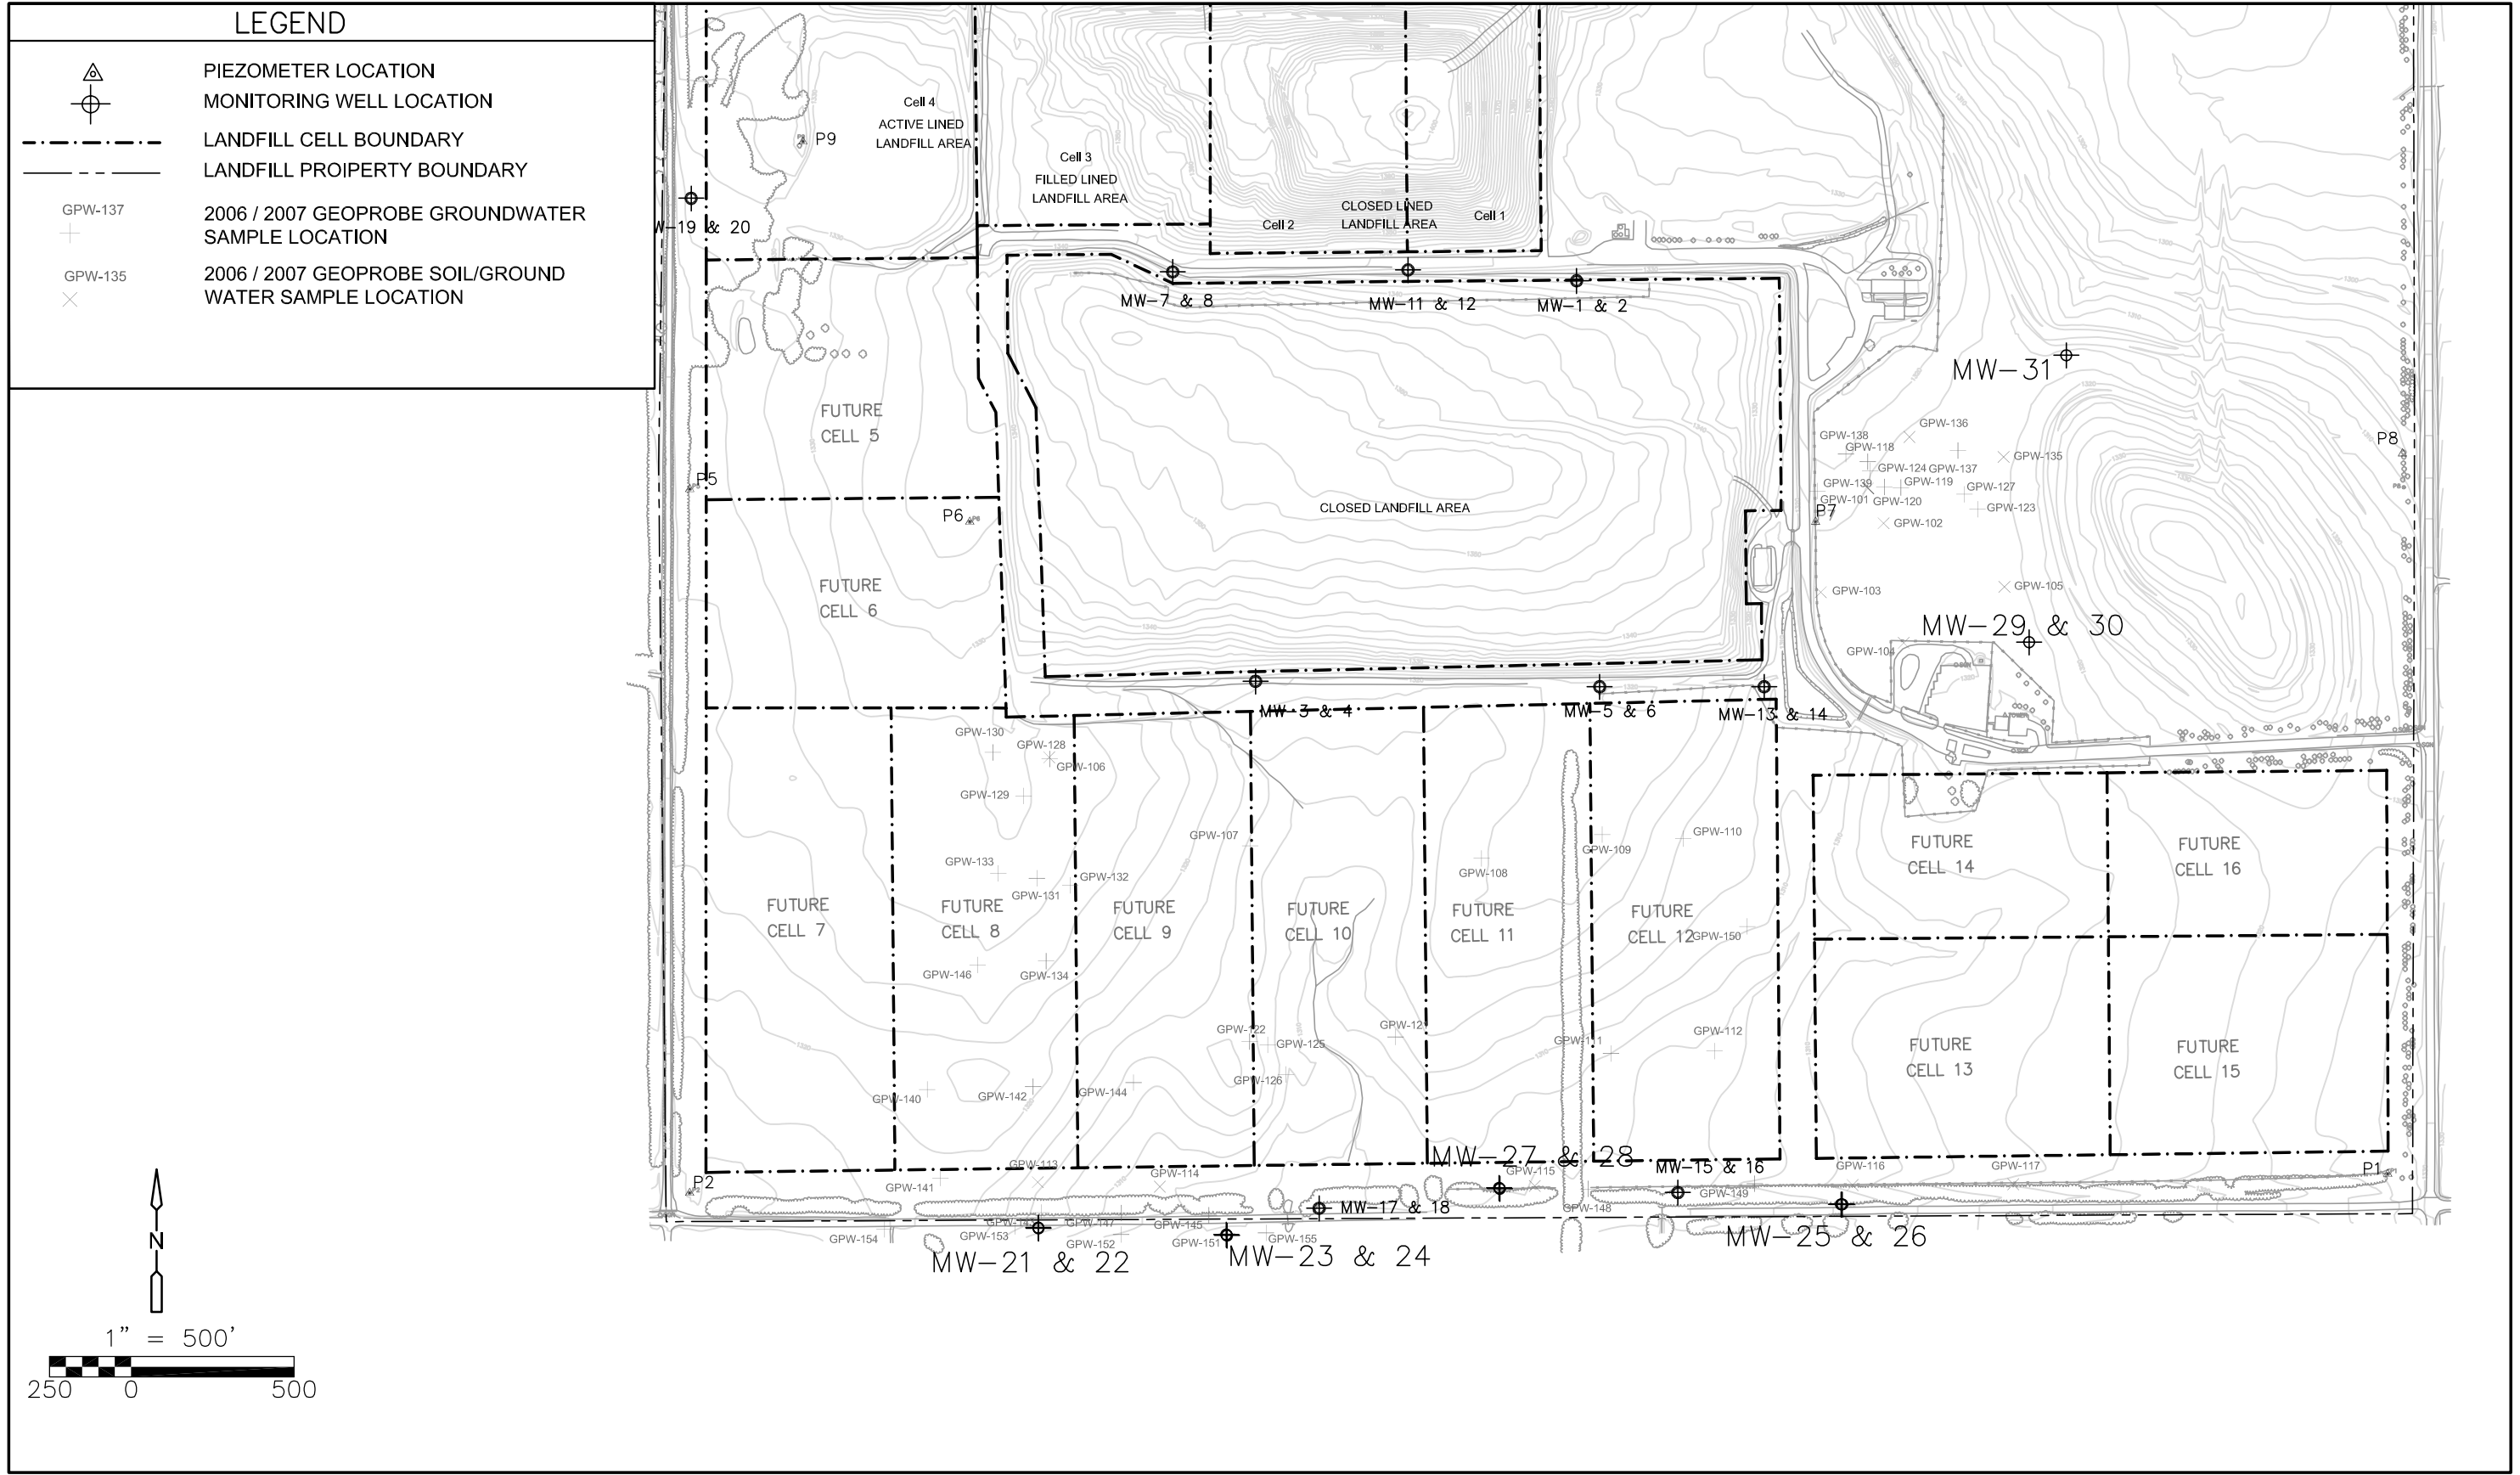 LEGEND
PIEZOMETER LOCATION
MONITORING WELL LOCATION
LANDFILL CELL BOUNDARY
LANDFILL PROIPERTY BOUNDARY
GPW-137
2006 / 2007 GEOPROBE GROUNDWATER
SAMPLE LOCATION
GPW-135
2006 / 2007 GEOPROBE SOIL/GROUND
WATER SAMPLE LOCATION
Cell 4
ACTIVE LINED
LANDFILL AREA
P9
Cell 3
FILLED LINED
LANDFILL AREA
CLOSED LINED
LANDFILL AREA
Cell 2
Cell 1
W-19 & 20
MW-7 & 8
MW-11 & 12
MW-1 & 2
MW-31
FUTURE
CELL 5
P5
P6
CLOSED LANDFILL AREA
P7
P8
GPW-138
GPW-118
GPW-136
GPW-135
GPW-124
GPW-137
GPW-139
GPW-119
GPW-127
GPW-101
GPW-120
GPW-123
GPW-102
GPW-103
GPW-105
FUTURE
CELL 6
MW-29 & 30
GPW-104
MW-3 & 4
MW-5 & 6
MW-13 & 14
GPW-130
GPW-128
GPW-106
GPW-129
GPW-107
GPW-109
GPW-110
GPW-133
GPW-132
GPW-131
GPW-108
FUTURE
CELL 14
FUTURE
CELL 16
FUTURE
CELL 7
FUTURE
CELL 8
FUTURE
CELL 9
FUTURE
CELL 10
FUTURE
CELL 11
FUTURE
CELL 12
GPW-150
GPW-146
GPW-134
GPW-122
GPW-125
GPW-12
GPW-111
GPW-112
GPW-126
FUTURE
CELL 13
FUTURE
CELL 15
GPW-140
GPW-142
GPW-144
GPW-113
GPW-114
MW-27 & 28
GPW-115
MW-15 & 16
GPW-116
GPW-117
P1
P2
GPW-141
GPW-149
MW-17 & 18
GPW-148
GPW-147
GPW-145
GPW-154
GPW-153
GPW-152
GPW-151
GPW-155
MW-21 & 22
MW-23 & 24
MW-25 & 26
N
1" = 500'
250 0 500